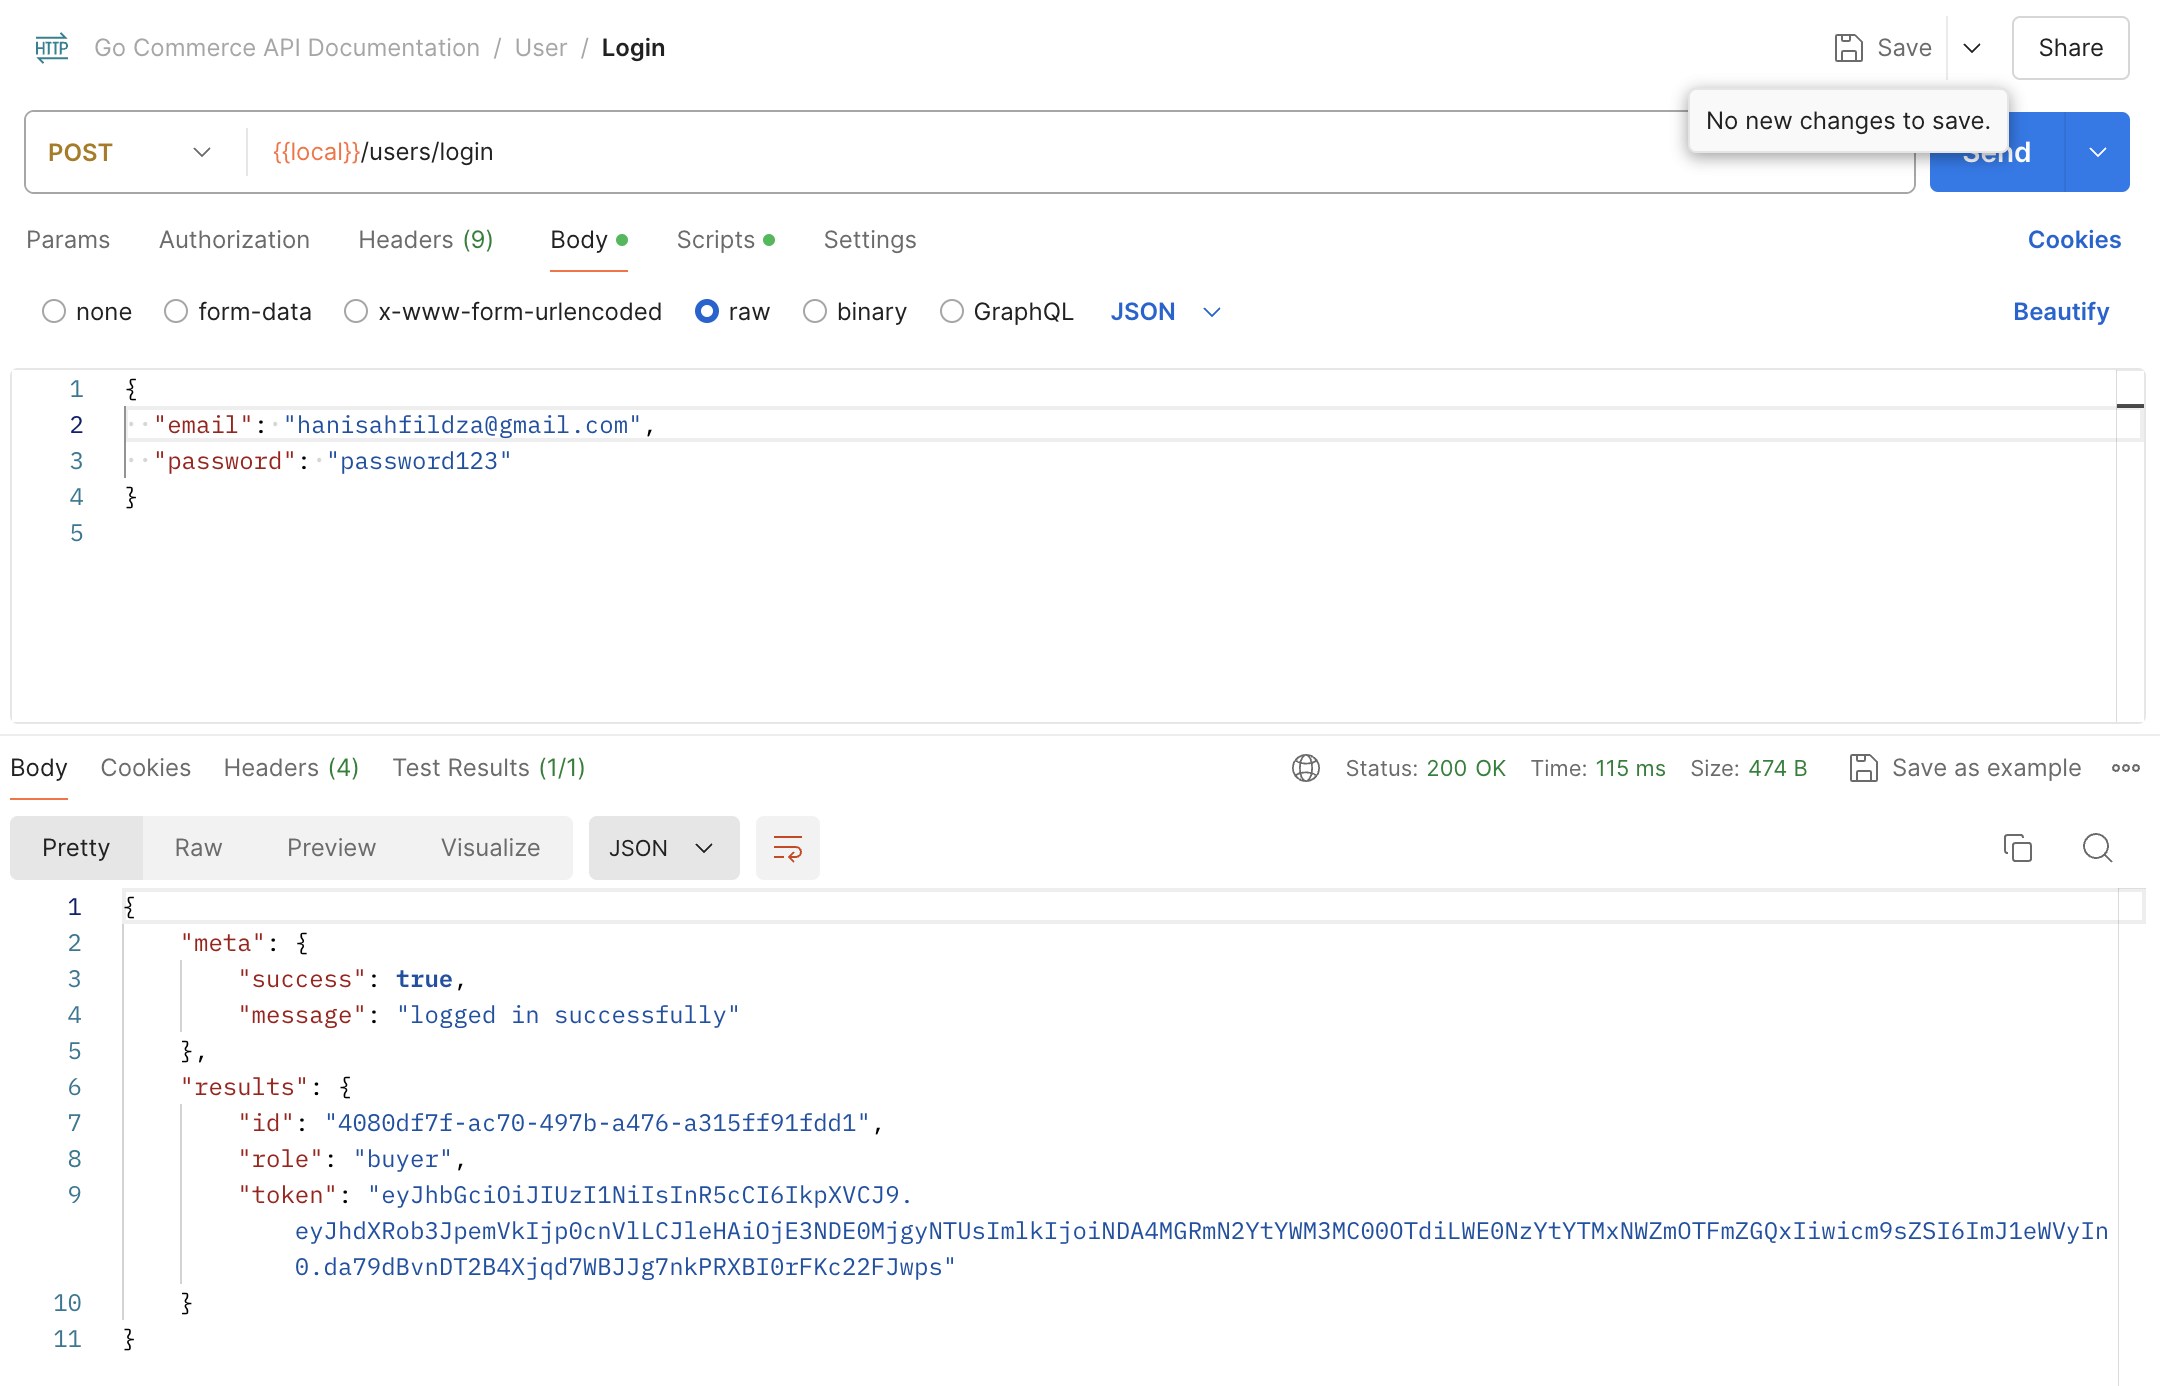 HTTP Go Commerce API Documentation / User / Login Save Share
No new changes to save.
POST {{local}}/users/login Send
Params Authorization Headers (9) Body Scripts Settings Cookies
none form-data x-www-form-urlencoded raw binary GraphQL JSON Beautify
1 {
2 "email": "hanisahfildza@gmail.com",
3 "password": "password123"
4 }
5
Body Cookies Headers (4) Test Results (1/1) Status: 200 OK Time: 115 ms Size: 474 B Save as example
Pretty Raw Preview Visualize JSON
1 {
2 "meta": {
3 "success": true,
4 "message": "logged in successfully"
5 },
6 "results": {
7 "id": "4080df7f-ac70-497b-a476-a315ff91fdd1",
8 "role": "buyer",
9 "token": "eyJhbGciOiJIUzI1NiIsInR5cCI6IkpXVCJ9.
eyJhdXRob3JpemVkIjp0cnVlLCJleHAiOjE3NDE0MjgyNTUsImlkIjoiNDA4MGRmN2YtYWM3MC00OTdiLWE0NzYtYTMxNWZmOTFmZGQxIiwicm9sZSI6ImJ1eWVyIn
0.da79dBvnDT2B4Xjqd7WBJJg7nkPRXBI0rFKc22FJwps"
10 }
11 }